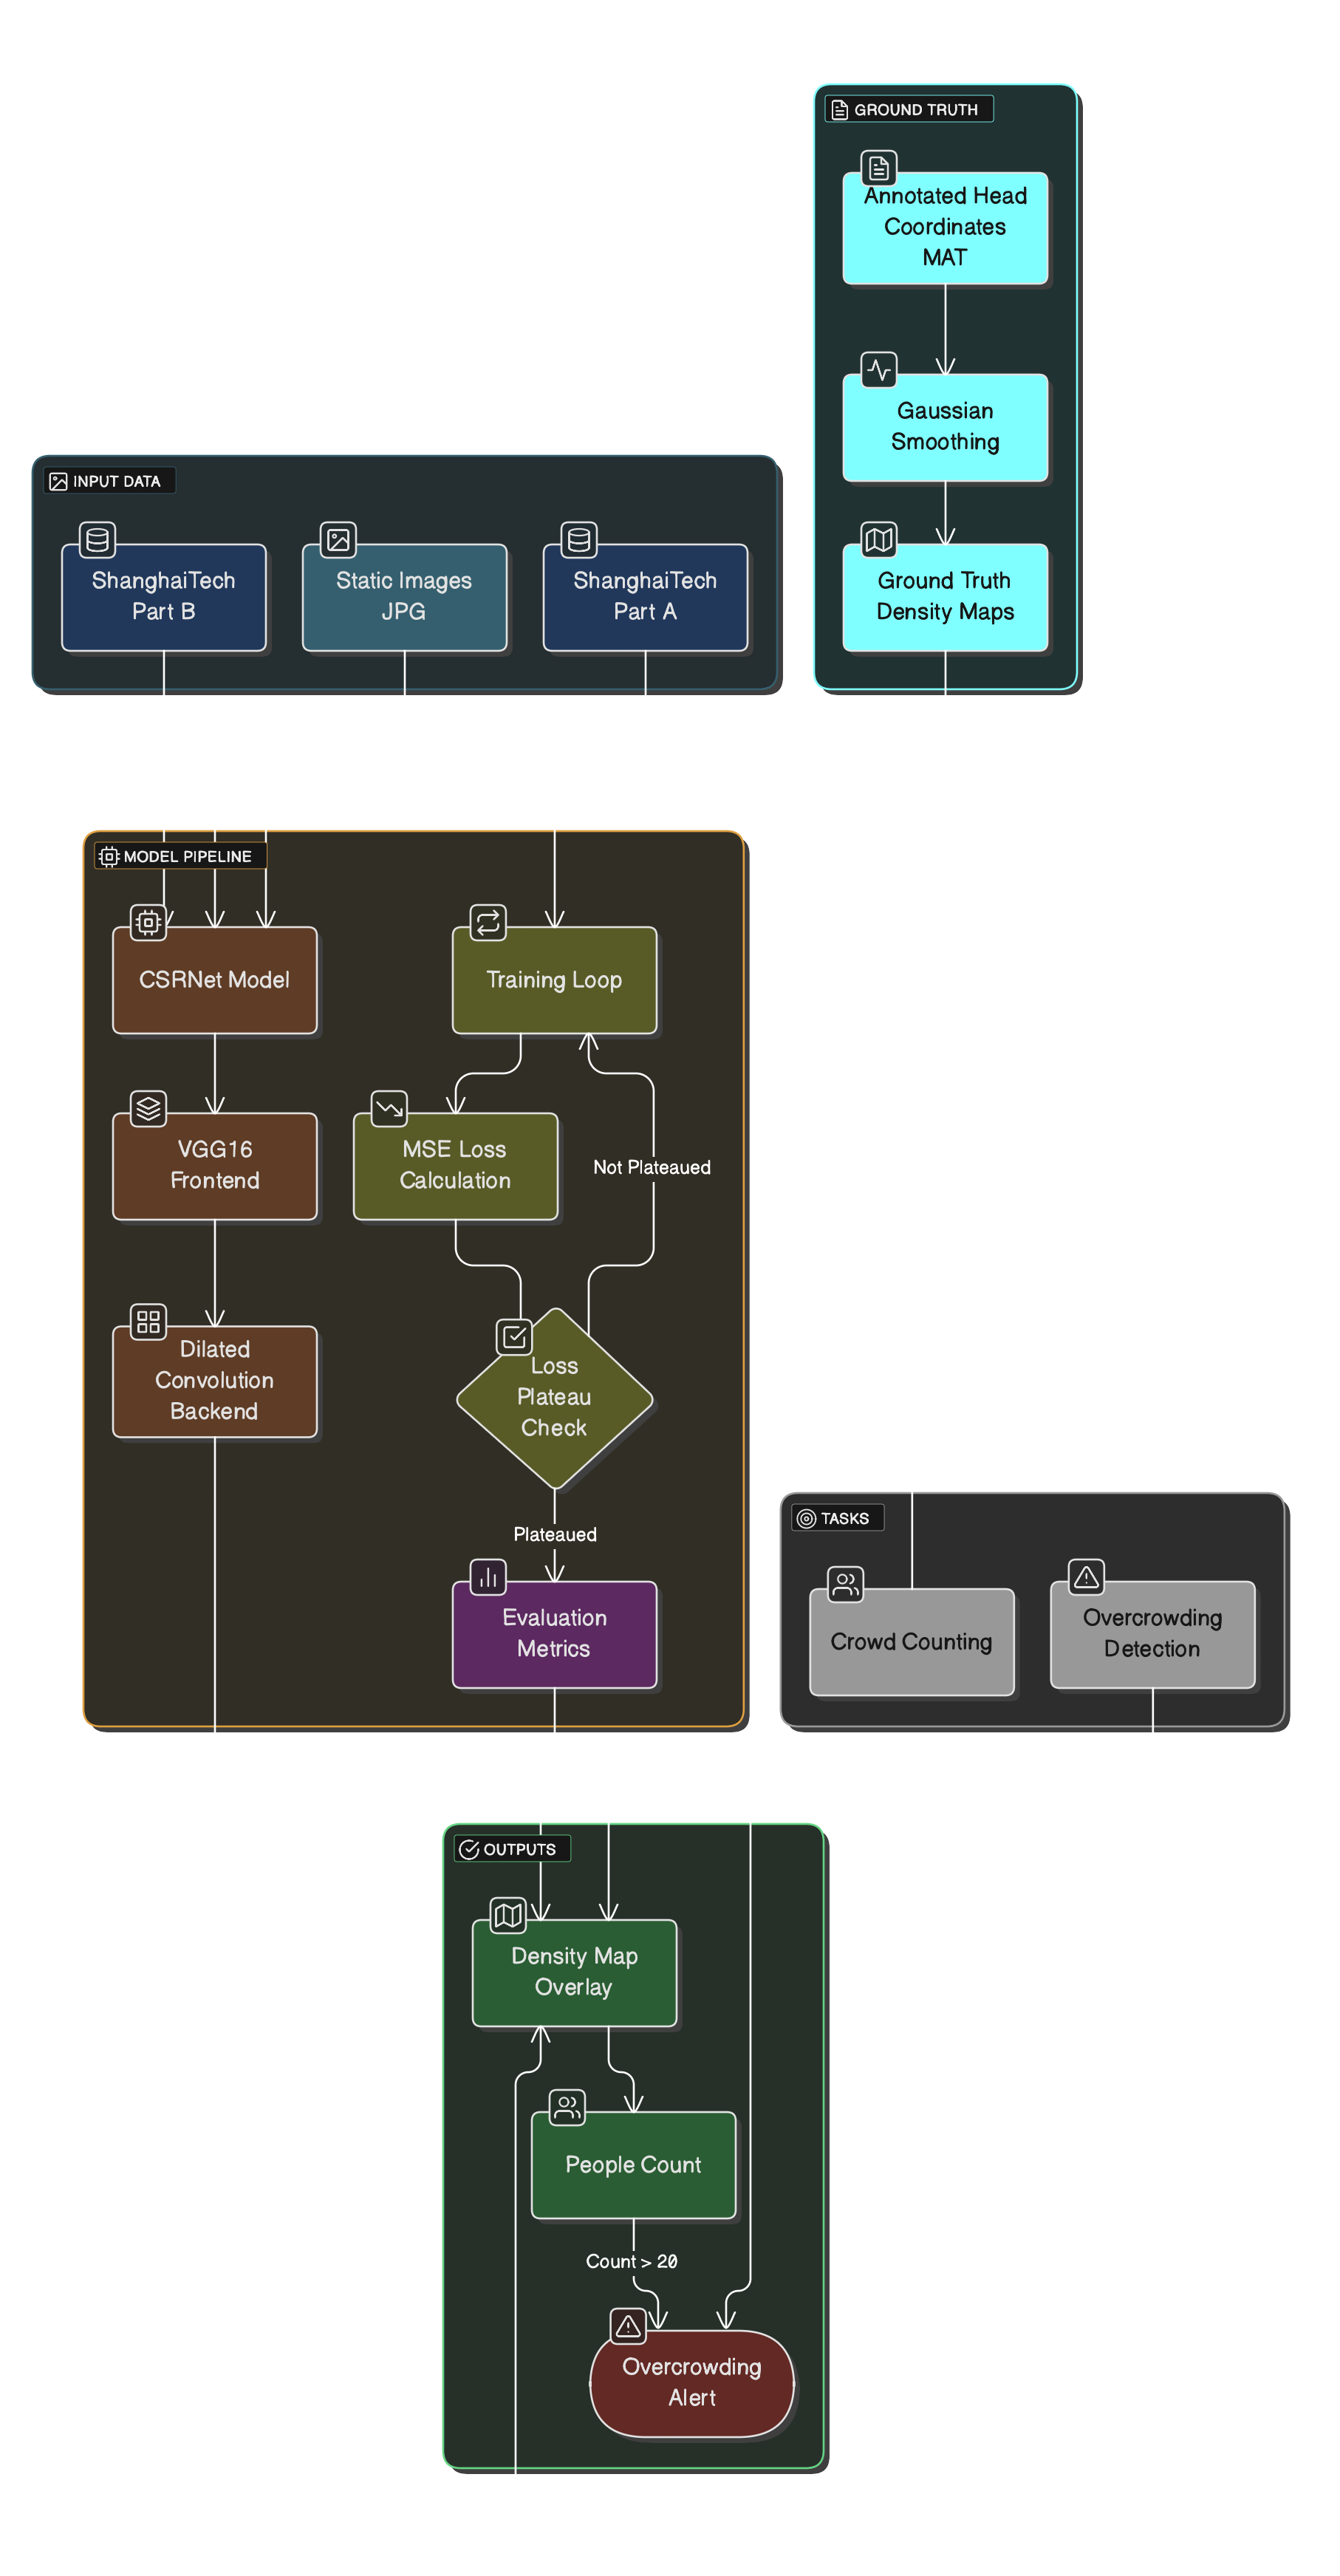 GROUND TRUTH
Annotated Head
Coordinates
MAT
Gaussian
Smoothing
Ground Truth
Density Maps
INPUT DATA
ShanghaiTech
Part B
Static Images
JPG
ShanghaiTech
Part A
MODEL PIPELINE
CSRNet Model
Training Loop
VGG16
Frontend
MSE Loss
Calculation
Not Plateaued
Dilated
Convolution
Backend
Loss
Plateau
Check
Plateaued
Evaluation
Metrics
TASKS
Crowd Counting
Overcrowding
Detection
OUTPUTS
Density Map
Overlay
People Count
Count > 20
Overcrowding
Alert